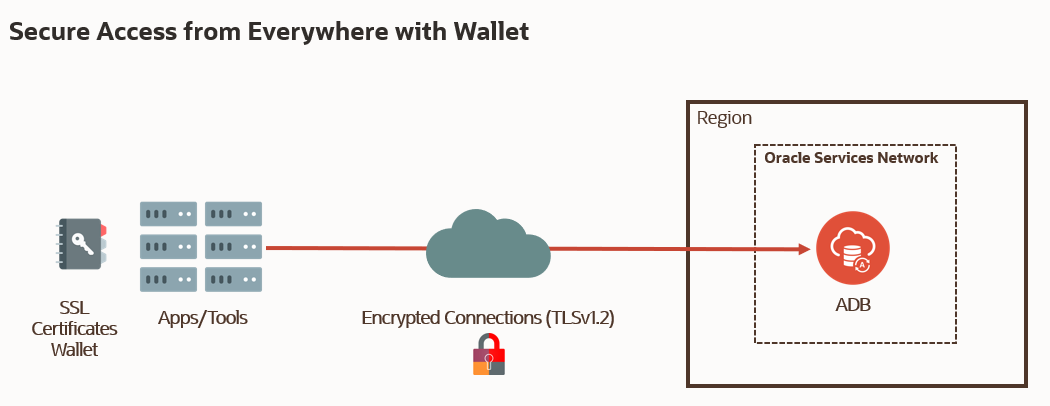 Secure Access from Everywhere with Wallet
Region
Oracle Services Network
A
SSL
Certificates
Wallet
Apps/Tools
Encrypted Connections (TLSv1.2)
ADB